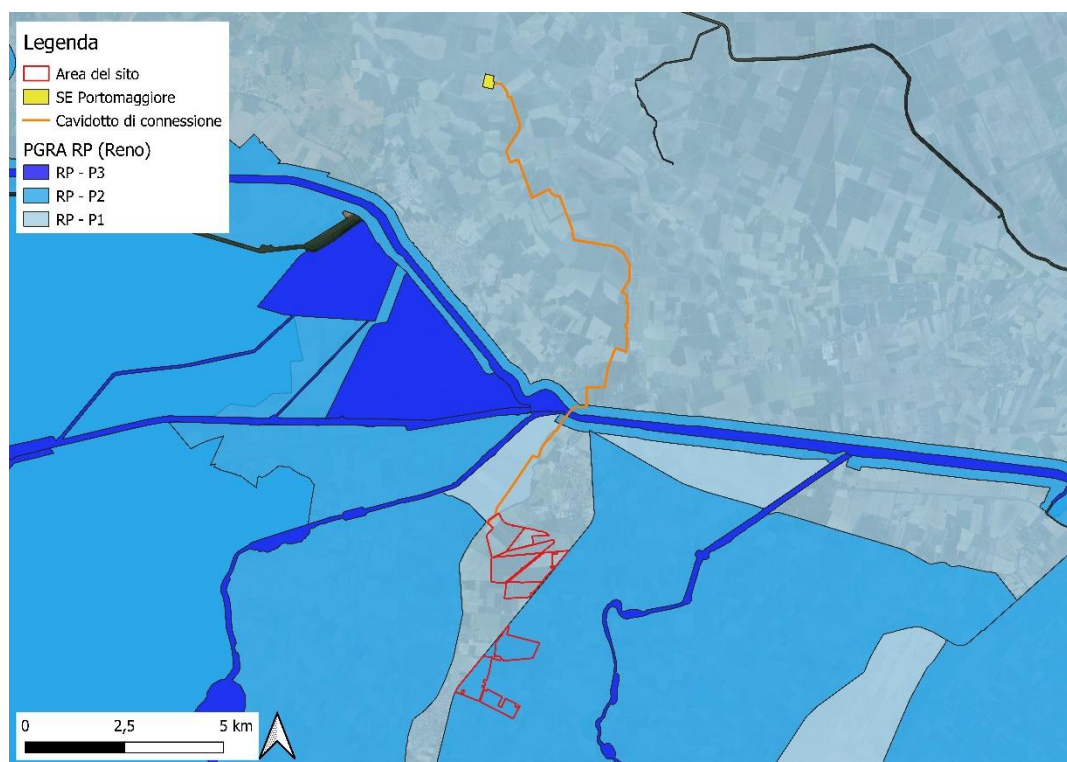 Legenda
Area del sito
SE Portomaggiore
Cavidotto di connessione
PGRA RP (Reno)
RP - P3
RP - P2
RP - P1
0 2,5 5 km